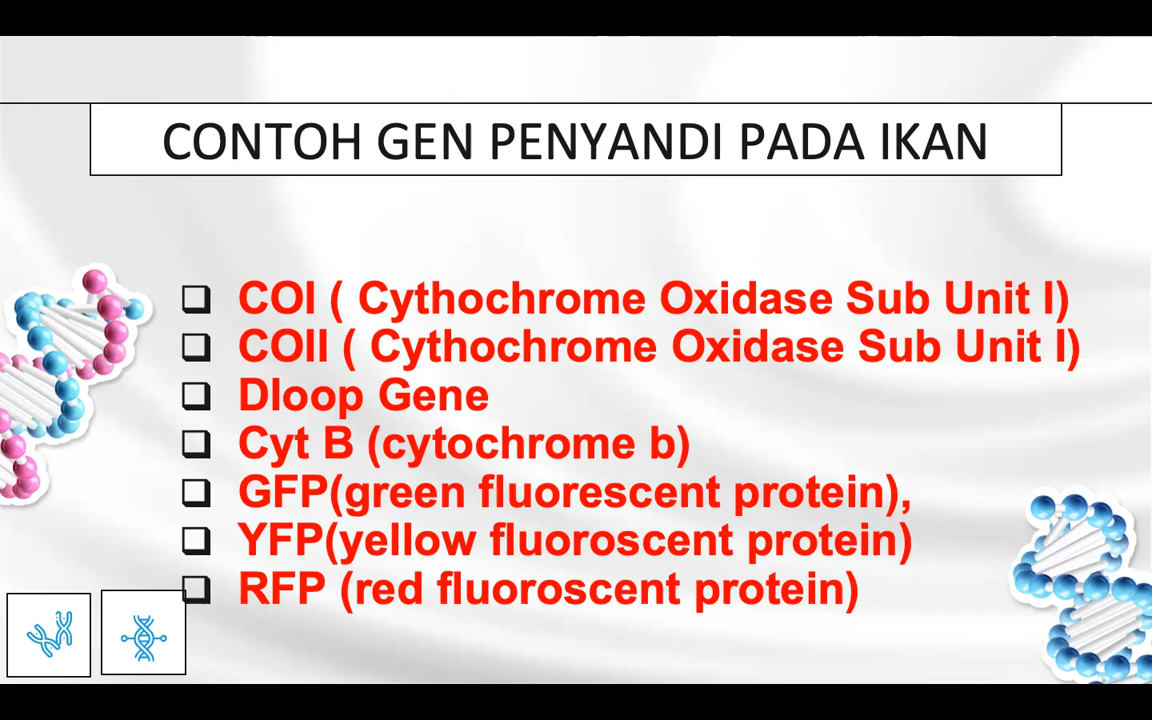 CONTOH GEN PENYANDI PADA IKAN
COI ( Cythochrome Oxidase Sub Unit I)
COII ( Cythochrome Oxidase Sub Unit I)
Dloop Gene
Cyt B (cytochrome b)
GFP(green fluorescent protein),
YFP(yellow fluoroscent protein)
RFP (red fluoroscent protein)